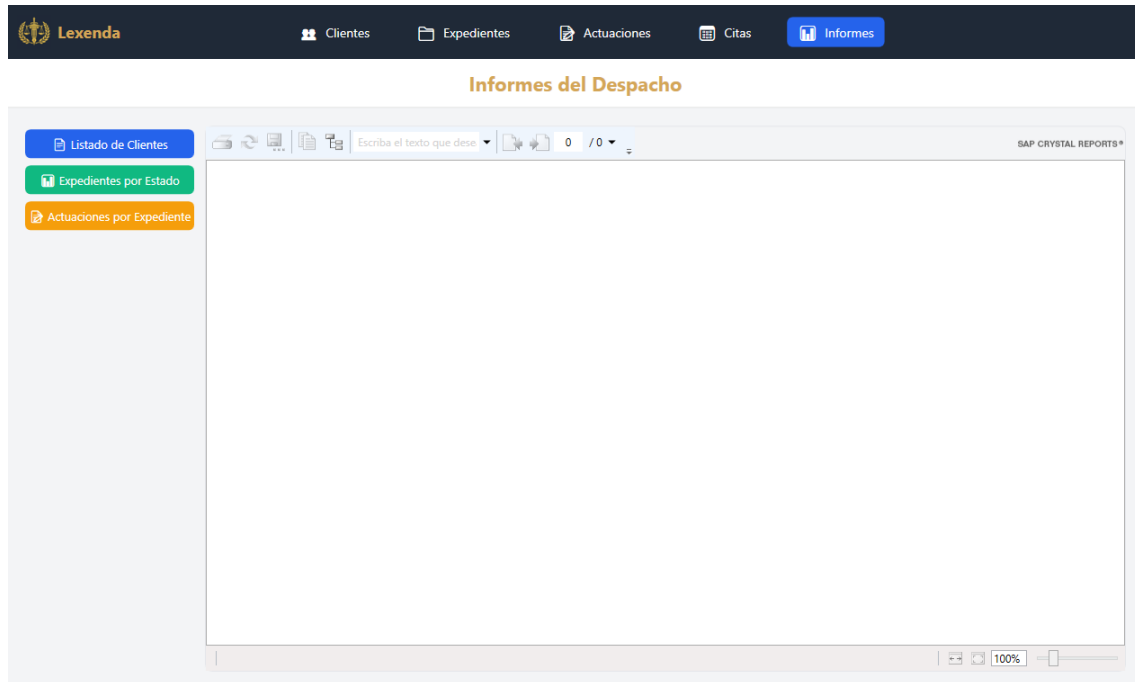 Lexenda Clientes Expedientes Actuaciones Citas Informes
Informes del Despacho
Listado de Clientes
Expedientes por Estado
Actuaciones por Expediente
Escriba el texto que dese 0 / 0 SAP CRYSTAL REPORTS®
100%